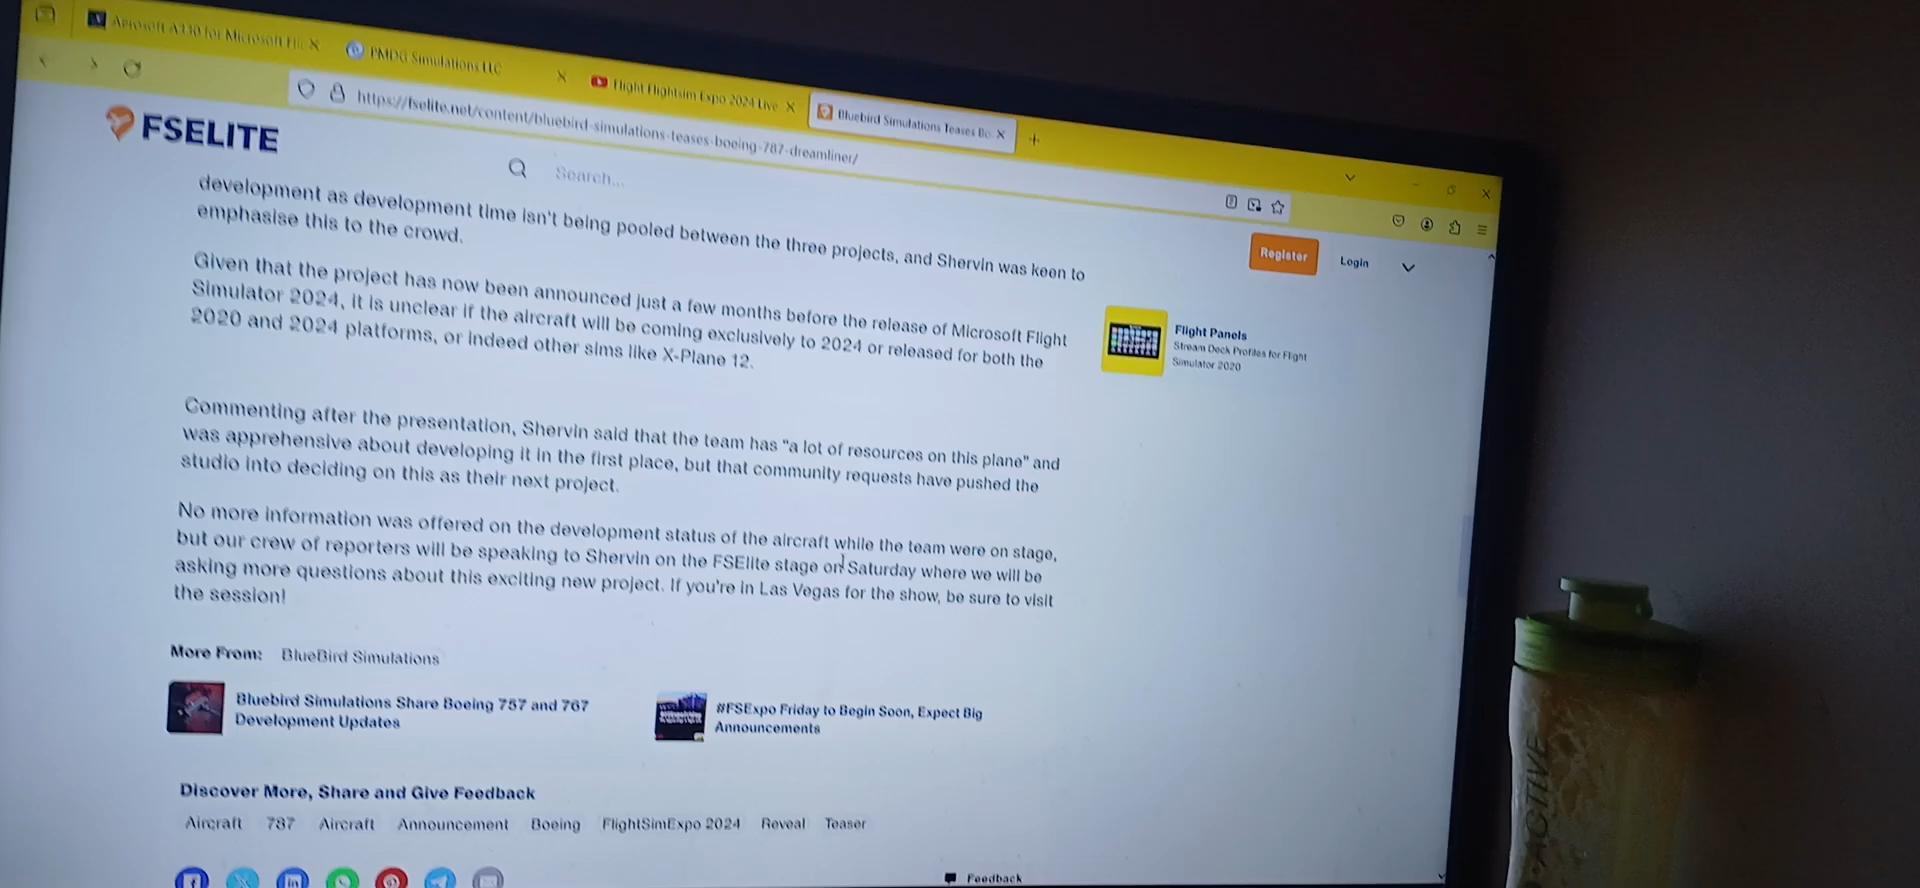 Aerosoft A330 for Microsoft Flig
PMDG Simulations LLC
Flight Flightsim Expo 2024 Live
Bluebird Simulations Teases Bo
https://fselite.net/content/bluebird-simulations-teases-boeing-787-dreamliner/
FSELITE
Search...
Register
Login
development as development time isn't being pooled between the three projects, and Shervin was keen to
emphasise this to the crowd.
Given that the project has now been announced just a few months before the release of Microsoft Flight
Simulator 2024, it is unclear if the aircraft will be coming exclusively to 2024 or released for both the
2020 and 2024 platforms, or indeed other sims like X-Plane 12.
Flight Panels
Stream Deck Profiles for Flight
Simulator 2020
Commenting after the presentation, Shervin said that the team has "a lot of resources on this plane" and
was apprehensive about developing it in the first place, but that community requests have pushed the
studio into deciding on this as their next project.
No more information was offered on the development status of the aircraft while the team were on stage,
but our crew of reporters will be speaking to Shervin on the FSElite stage on Saturday where we will be
asking more questions about this exciting new project. If you're in Las Vegas for the show, be sure to visit
the session!
More From: BlueBird Simulations
Bluebird Simulations Share Boeing 757 and 767
Development Updates
#FSExpo Friday to Begin Soon, Expect Big
Announcements
Discover More, Share and Give Feedback
Aircraft 787 Aircraft Announcement Boeing FlightSimExpo 2024 Reveal Teaser
Feedback
ACTIVE